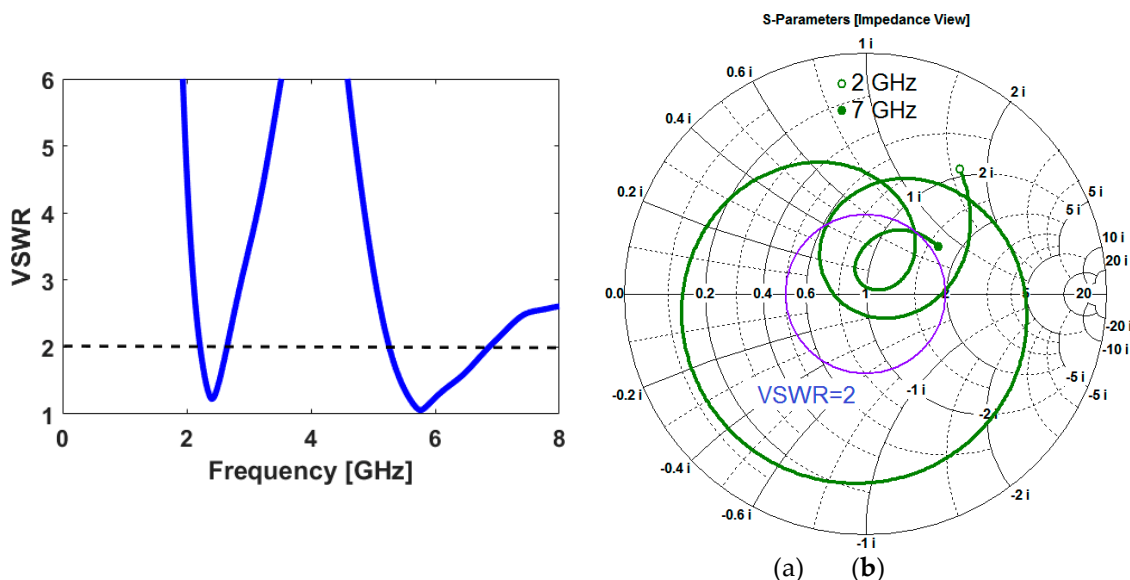 6
5
4
3
2
1
VSWR
0 2 4 6 8
Frequency [GHz]
S-Parameters [Impedance View]
1 i
0.6 i
2 i
2 GHz
7 GHz
0.4 i
2 i
0.2 i
1 i
5 i
5 i
10 i
20 i
0.0 0.2 0.4 0.6 1 2 5 20
-20 i
-10 i
-0.2 i
VSWR=2
-1 i
-5 i
-5 i
-2 i
-0.4 i
-0.6 i
-2 i
-1 i
(a) (b)